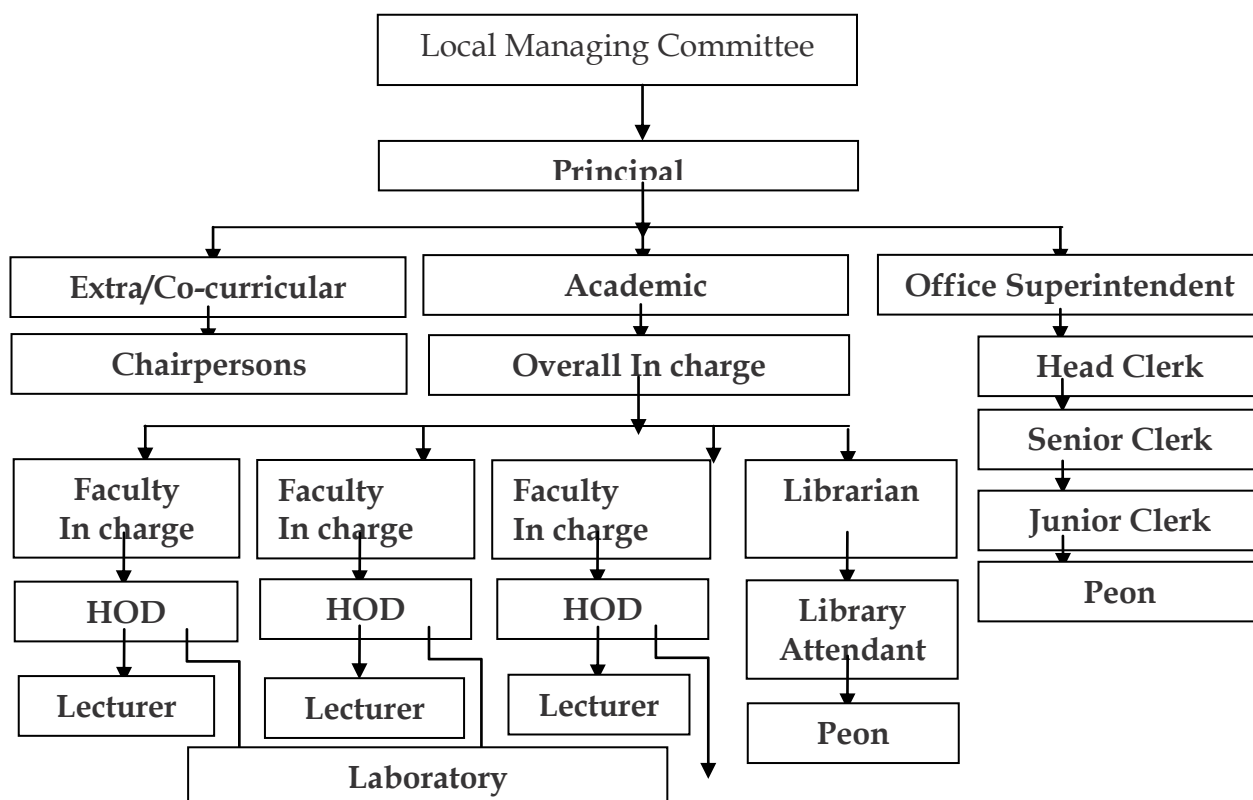 Local Managing Committee
Principal
Extra/Co-curricular
Academic
Office Superintendent
Chairpersons
Overall In charge
Head Clerk
Senior Clerk
Faculty
In charge
Faculty
In charge
Faculty
In charge
Librarian
Junior Clerk
HOD
HOD
HOD
Library
Attendant
Peon
Lecturer
Lecturer
Lecturer
Peon
Laboratory